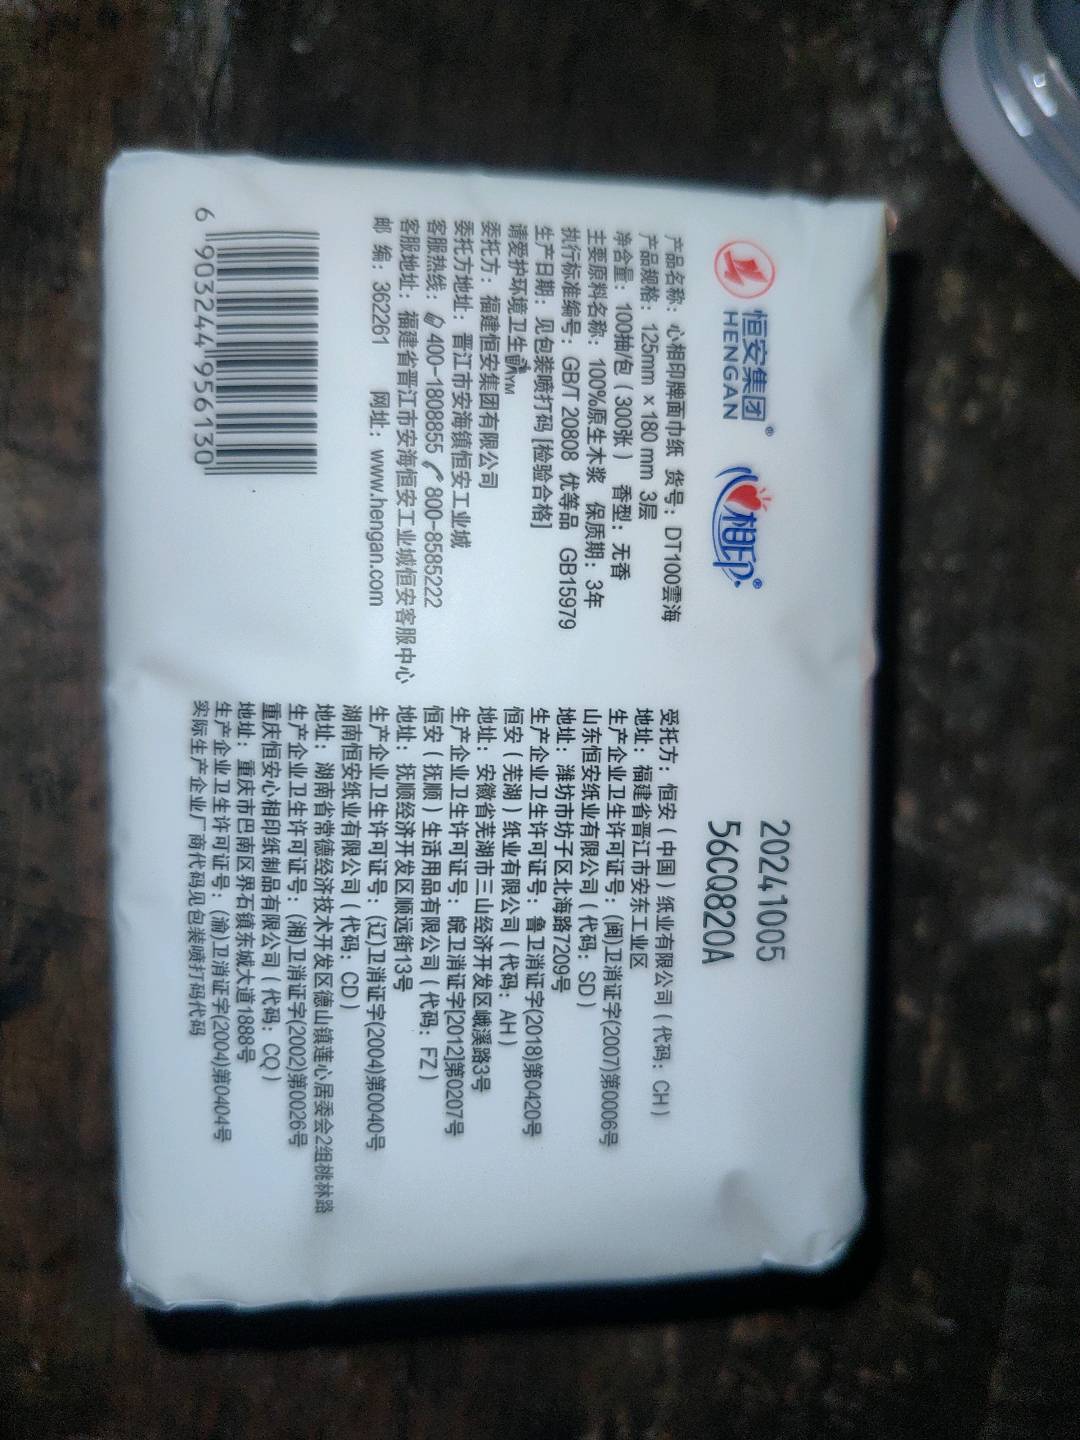 恒安集团®
HENGAN
心相印®
20241005
56CQ820A
产品名称：心相印牌面巾纸 货号：DT100雲海
产品规格：125mm×180 mm 3层
净含量：100抽/包（300张） 香型：无香
主要原料名称：100%原生木浆 保质期：3年
执行标准编号：GB/T 20808 优等品 GB15979
生产日期：见包装喷打码 [检验合格]
请爱护环境卫生
委托方：福建恒安集团有限公司
委托方地址：晋江市安海镇恒安工业城
客服热线：400-1808855 800-8585222
客服地址：福建省晋江市安海恒安工业城恒安客服中心
邮 编：362261 网址：www.hengan.com
6 903244 956130
受托方：恒安（中国）纸业有限公司（代码：CH）
地址：福建省晋江市安东工业区
生产企业卫生许可证号：(闽)卫消证字(2007)第0006号
山东恒安纸业有限公司（代码：SD）
地址：潍坊市坊子区北海路7209号
生产企业卫生许可证号：鲁卫消证字(2018)第0420号
恒安（芜湖）纸业有限公司（代码：AH）
地址：安徽省芜湖市三山经济开发区峨溪路3号
生产企业卫生许可证号：皖卫消证字[2012]第0207号
恒安（抚顺）生活用品有限公司（代码：FZ）
地址：抚顺经济开发区顺远街13号
生产企业卫生许可证号：(辽)卫消证字(2004)第0040号
湖南恒安纸业有限公司（代码：CD）
地址：湖南省常德经济技术开发区德山镇莲心居委会2组桃林路
生产企业卫生许可证号：(湘)卫消证字(2002)第0026号
重庆恒安心相印纸制品有限公司（代码：CQ）
地址：重庆市巴南区界石镇东城大道1888号
生产企业卫生许可证号：(渝)卫消证字(2004)第0404号
实际生产企业厂商代码见包装喷打码代码